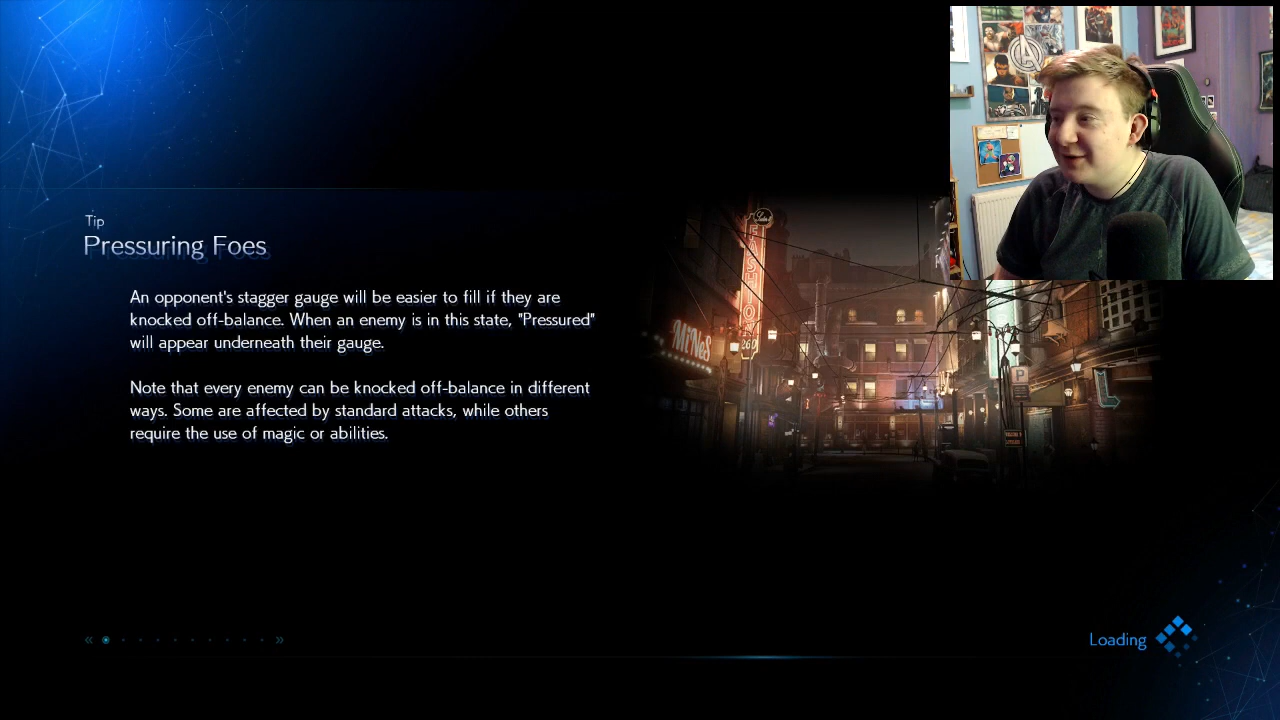 Tip
Pressuring Foes
An opponent's stagger gauge will be easier to fill if they are
knocked off-balance. When an enemy is in this state, "Pressured"
will appear underneath their gauge.
Note that every enemy can be knocked off-balance in different
ways. Some are affected by standard attacks, while others
require the use of magic or abilities.
FASHION
260
MiNeS
P
Loading